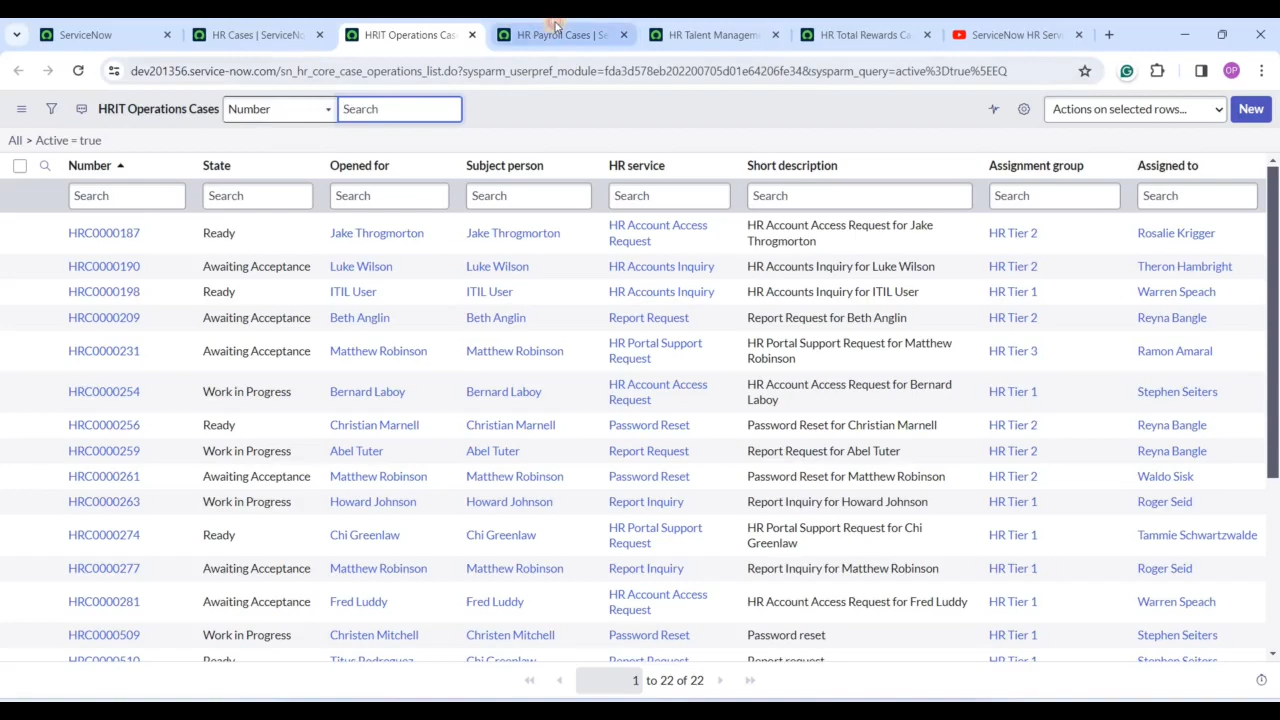 ServiceNow
HR Cases | ServiceNo
HRIT Operations Cas
HR Payroll Cases | Se
HR Talent Managem
HR Total Rewards Ca
ServiceNow HR Servi
dev201356.service-now.com/sn_hr_core_case_operations_list.do?sysparm_userpref_module=fda3d578eb202200705d01e64206fe34&sysparm_query=active%3Dtrue%5EEQ
OP
HRIT Operations Cases Number Search Actions on selected rows... New
All > Active = true
Number State Opened for Subject person HR service Short description Assignment group Assigned to
Search Search Search Search Search Search Search Search
HRC0000187 Ready Jake Throgmorton Jake Throgmorton HR Account Access Request HR Account Access Request for Jake Throgmorton HR Tier 2 Rosalie Krigger
HRC0000190 Awaiting Acceptance Luke Wilson Luke Wilson HR Accounts Inquiry HR Accounts Inquiry for Luke Wilson HR Tier 2 Theron Hambright
HRC0000198 Ready ITIL User ITIL User HR Accounts Inquiry HR Accounts Inquiry for ITIL User HR Tier 1 Warren Speach
HRC0000209 Awaiting Acceptance Beth Anglin Beth Anglin Report Request Report Request for Beth Anglin HR Tier 2 Reyna Bangle
HRC0000231 Awaiting Acceptance Matthew Robinson Matthew Robinson HR Portal Support Request HR Portal Support Request for Matthew Robinson HR Tier 3 Ramon Amaral
HRC0000254 Work in Progress Bernard Laboy Bernard Laboy HR Account Access Request HR Account Access Request for Bernard Laboy HR Tier 1 Stephen Seiters
HRC0000256 Ready Christian Marnell Christian Marnell Password Reset Password Reset for Christian Marnell HR Tier 2 Reyna Bangle
HRC0000259 Work in Progress Abel Tuter Abel Tuter Report Request Report Request for Abel Tuter HR Tier 2 Reyna Bangle
HRC0000261 Awaiting Acceptance Matthew Robinson Matthew Robinson Password Reset Password Reset for Matthew Robinson HR Tier 2 Waldo Sisk
HRC0000263 Work in Progress Howard Johnson Howard Johnson Report Inquiry Report Inquiry for Howard Johnson HR Tier 1 Roger Seid
HRC0000274 Ready Chi Greenlaw Chi Greenlaw HR Portal Support Request HR Portal Support Request for Chi Greenlaw HR Tier 1 Tammie Schwartzwalde
HRC0000277 Awaiting Acceptance Matthew Robinson Matthew Robinson Report Inquiry Report Inquiry for Matthew Robinson HR Tier 1 Roger Seid
HRC0000281 Awaiting Acceptance Fred Luddy Fred Luddy HR Account Access Request HR Account Access Request for Fred Luddy HR Tier 1 Warren Speach
HRC0000509 Work in Progress Christen Mitchell Christen Mitchell Password Reset Password reset HR Tier 1 Stephen Seiters
HRC0000510 Ready Titus Rodreguez Chi Greenlaw Report Request Report request HR Tier 1 Stephen Seiters
1 to 22 of 22